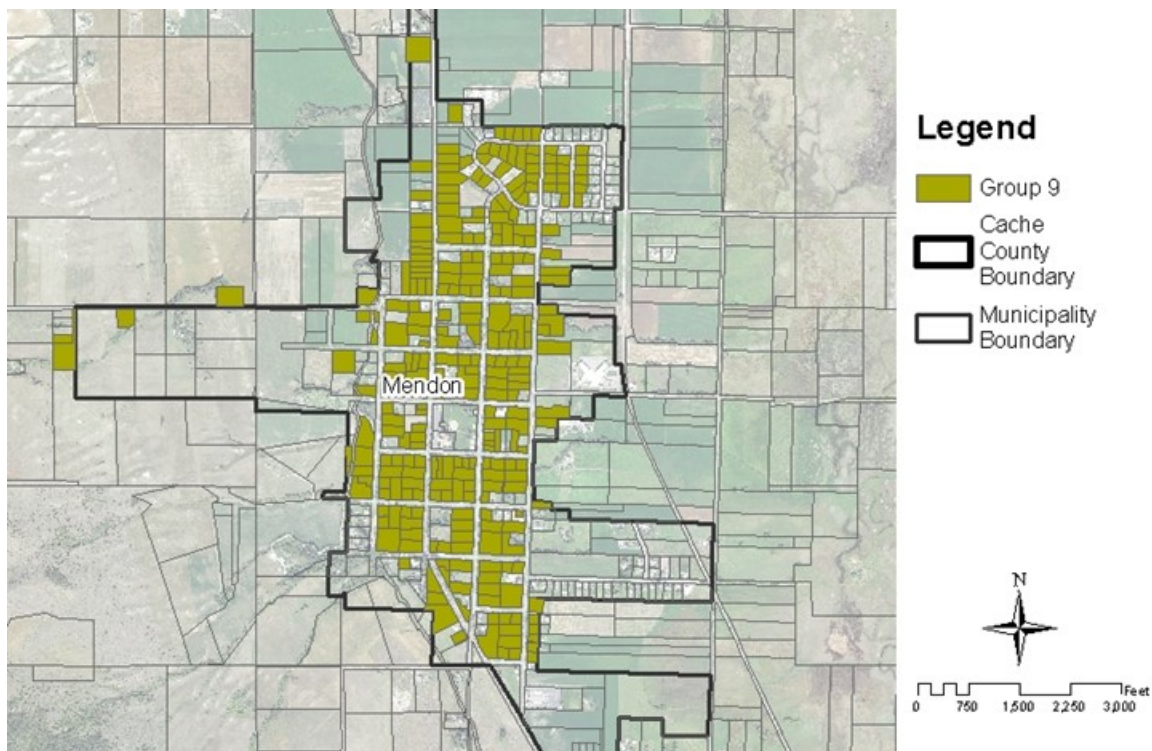 Mendon
Legend
Group 9
Cache
County
Boundary
Municipality
Boundary
N
Feet
0 750 1,500 2,250 3,000